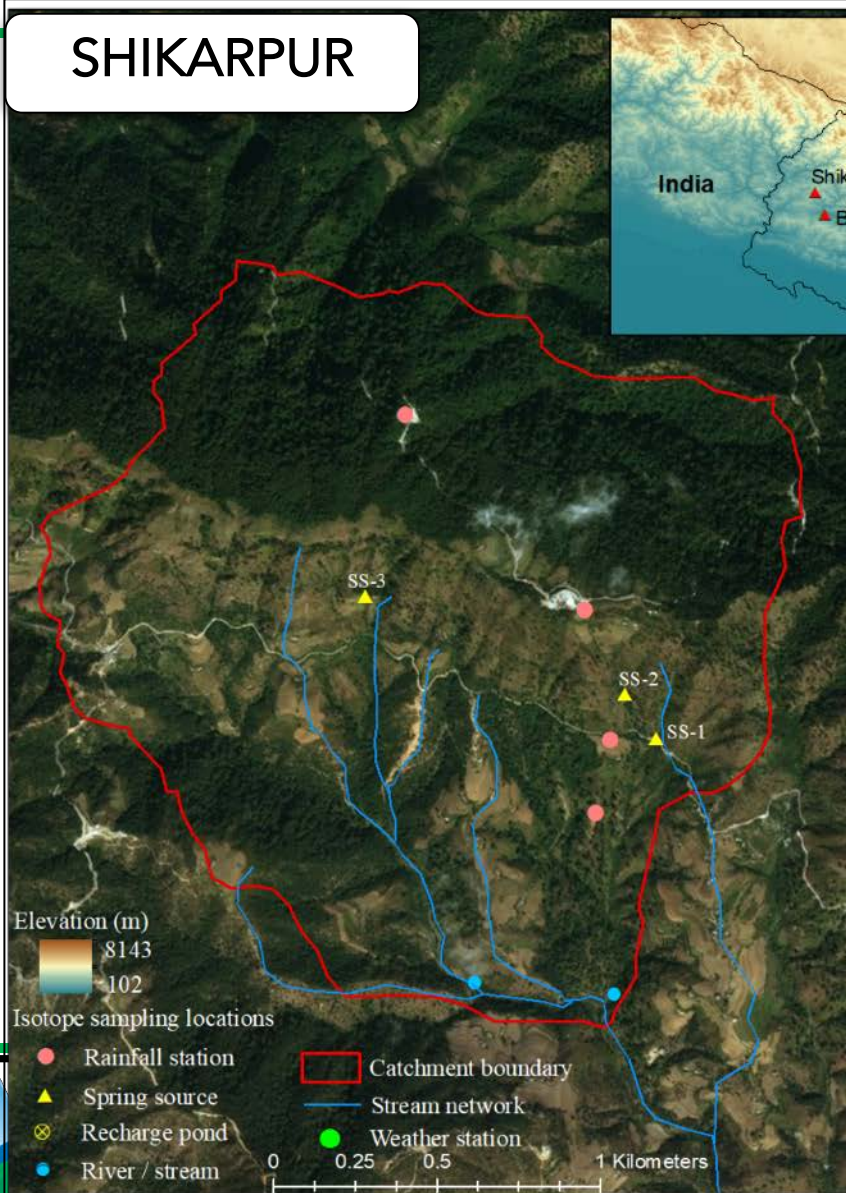 SHIKARPUR
India
Shik
B
SS-3
SS-2
SS-1
Elevation (m)
8143
102
Isotope sampling locations
Rainfall station
Spring source
Recharge pond
River / stream
Catchment boundary
Stream network
Weather station
0 0.25 0.5 1 Kilometers